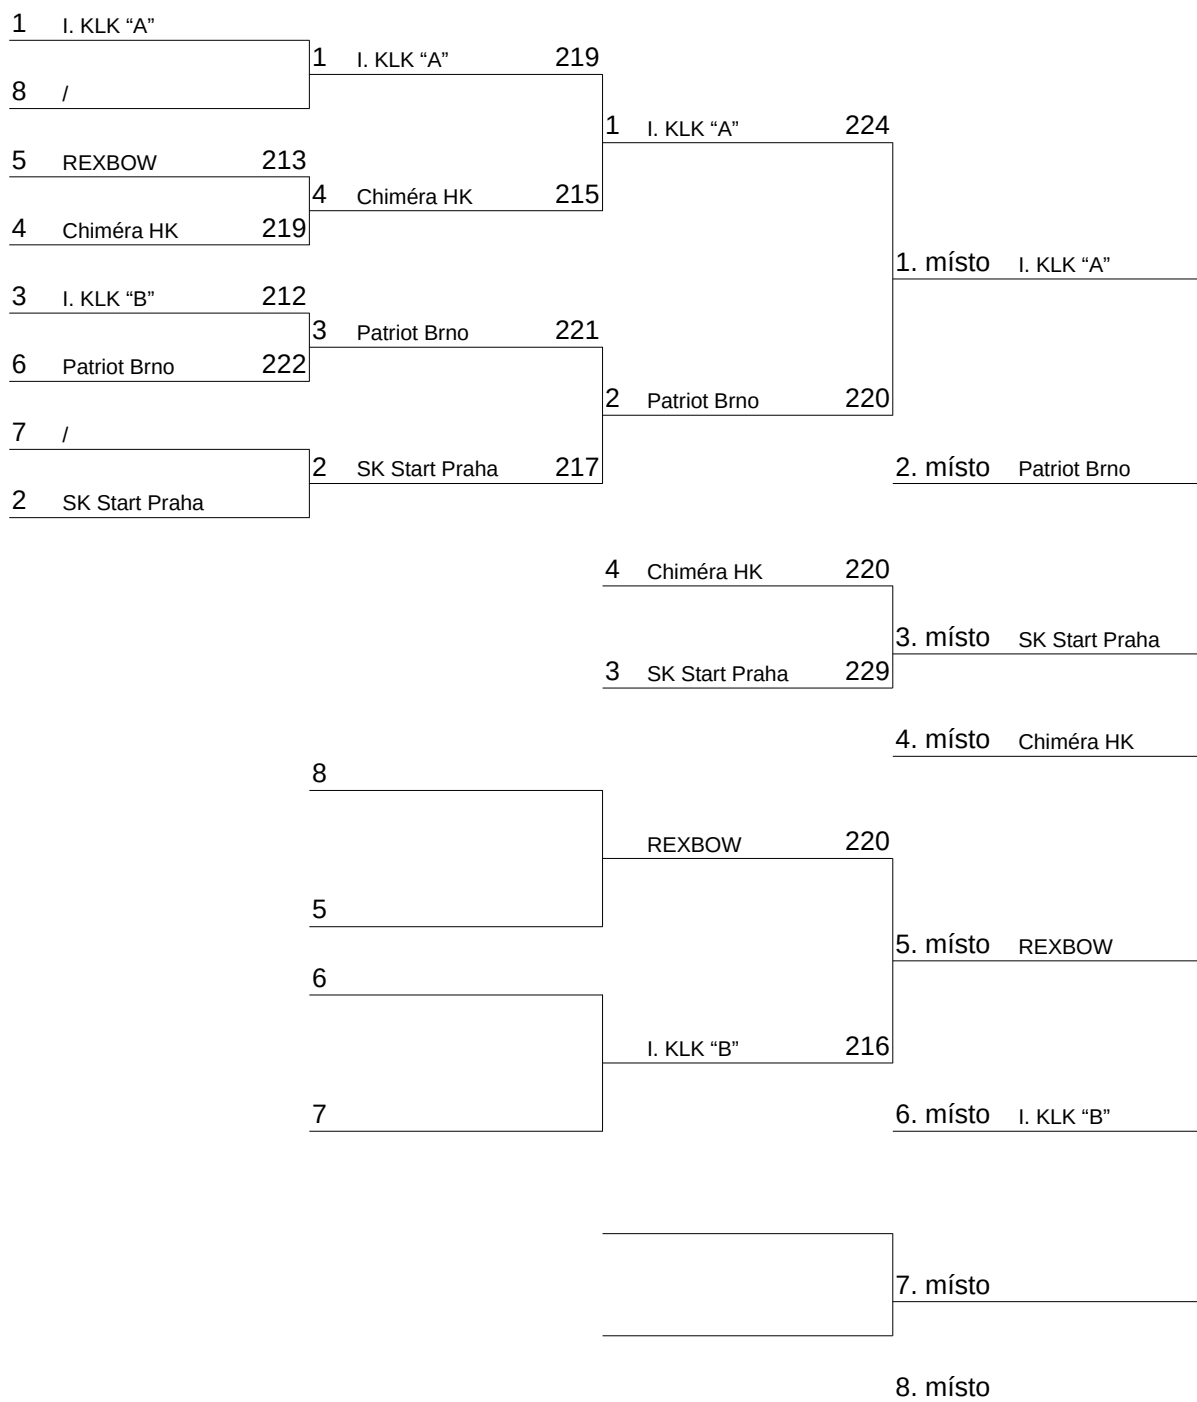 1 I. KLK “A”
1 I. KLK “A” 219
8 /
1 I. KLK “A” 224
5 REXBOW 213
4 Chiméra HK 215
4 Chiméra HK 219
1. místo I. KLK “A”
3 I. KLK “B” 212
3 Patriot Brno 221
6 Patriot Brno 222
2 Patriot Brno 220
7 /
2 SK Start Praha 217
2. místo Patriot Brno
2 SK Start Praha
4 Chiméra HK 220
3. místo SK Start Praha
3 SK Start Praha 229
4. místo Chiméra HK
8
REXBOW 220
5
5. místo REXBOW
6
I. KLK “B” 216
7
6. místo I. KLK “B”
7. místo
8. místo